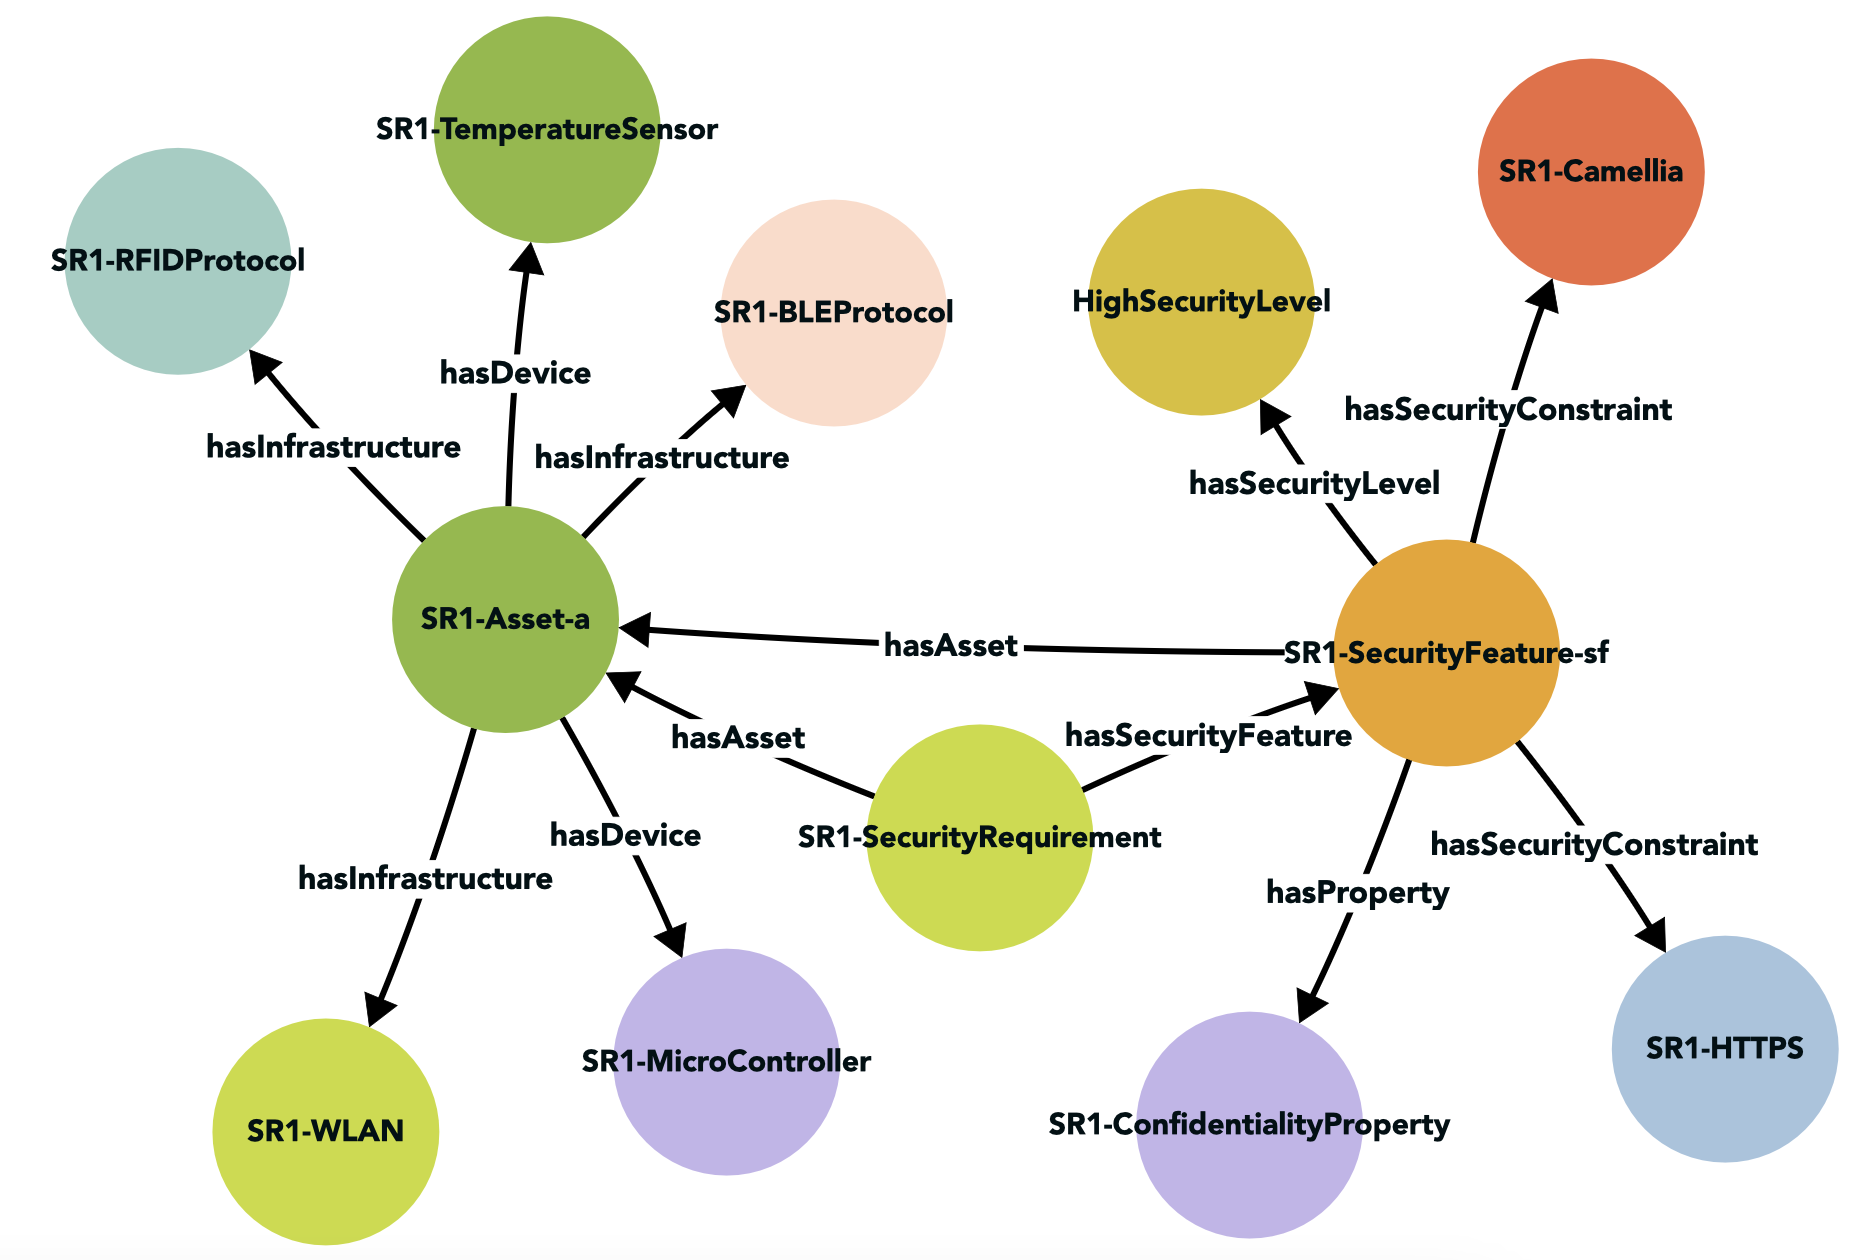 SR1-TemperatureSensor
SR1-Camellia
SR1-RFIDProtocol
HighSecurityLevel
SR1-BLEProtocol
hasDevice
hasSecurityConstraint
hasInfrastructure
hasInfrastructure
hasSecurityLevel
SR1-Asset-a
hasAsset
SR1-SecurityFeature-sf
hasAsset
hasSecurityFeature
hasDevice
SR1-SecurityRequirement
hasSecurityConstraint
hasInfrastructure
hasProperty
SR1-MicroController
SR1-HTTPS
SR1-WLAN
SR1-ConfidentialityProperty